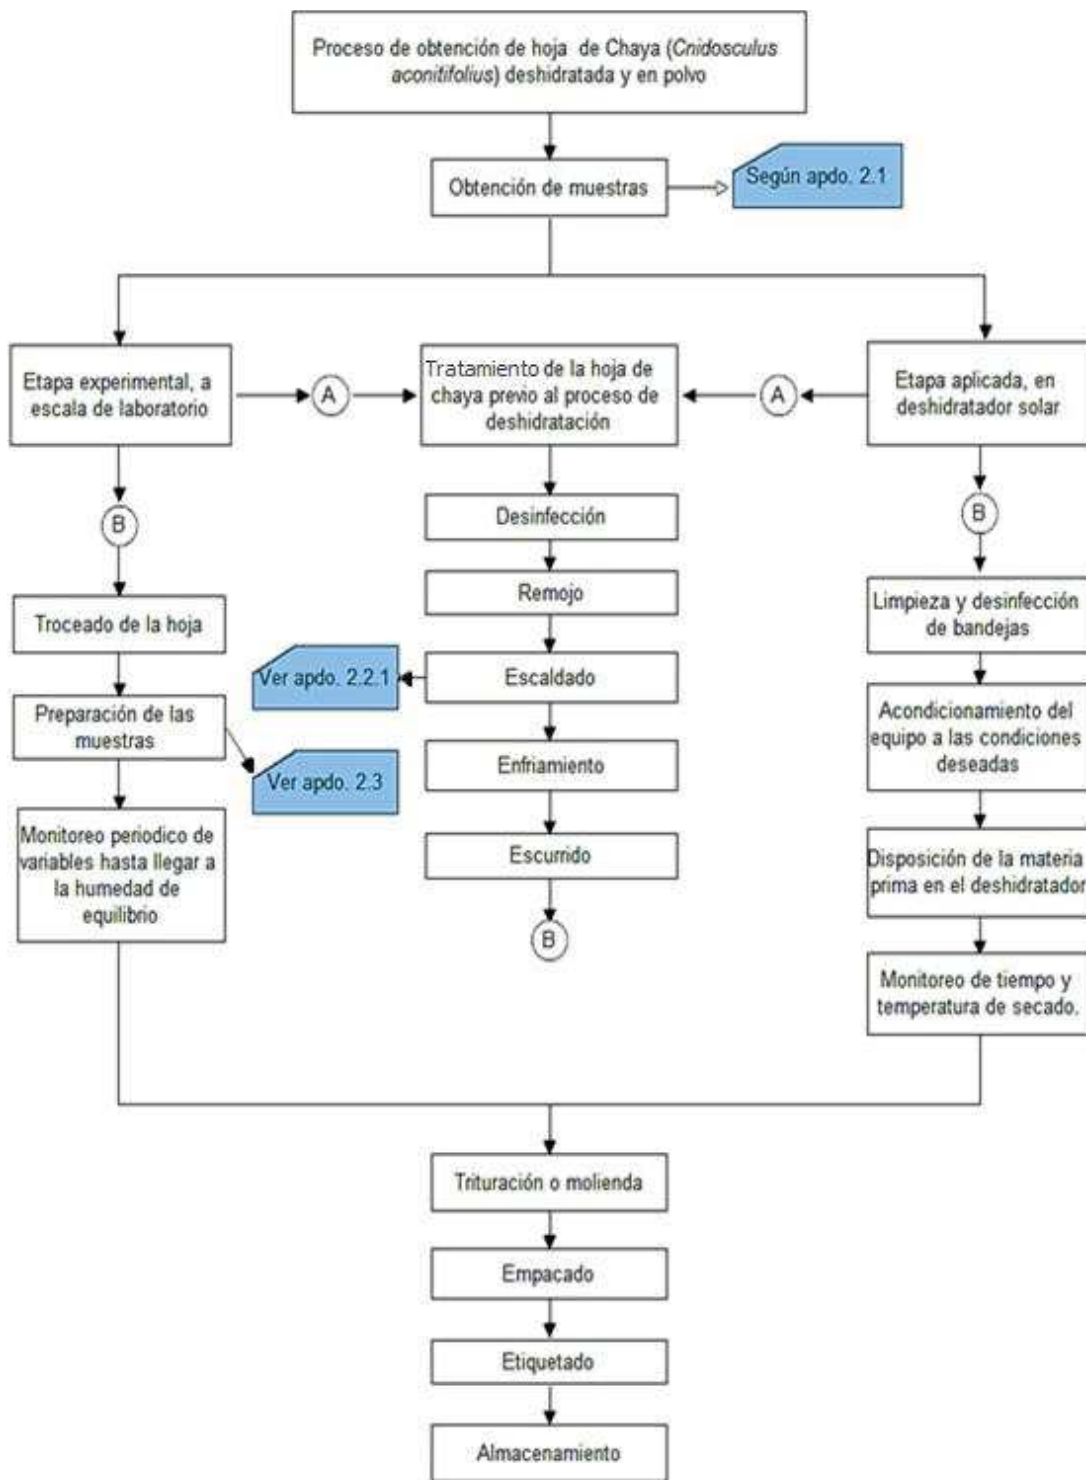 Proceso de obtención de hoja de Chaya (Cnidosculus
aconitifolius) deshidratada y en polvo
Obtención de muestras
Según apdo. 2.1
Etapa experimental, a
escala de laboratorio
A
Tratamiento de la hoja de
chaya previo al proceso de
deshidratación
A
Etapa aplicada, en
deshidratador solar
B
Troceado de la hoja
Preparación de las
muestras
Ver apdo. 2.3
Monitoreo periodico de
variables hasta llegar a
la humedad de
equilibrio
Desinfección
Remojo
Escaldado
Ver apdo. 2.2.1
Enfriamiento
Escurrido
B
B
Limpieza y desinfección
de bandejas
Acondicionamiento del
equipo a las condiciones
deseadas
Disposición de la materia
prima en el deshidratador
Monitoreo de tiempo y
temperatura de secado.
Trituración o molienda
Empacado
Etiquetado
Almacenamiento